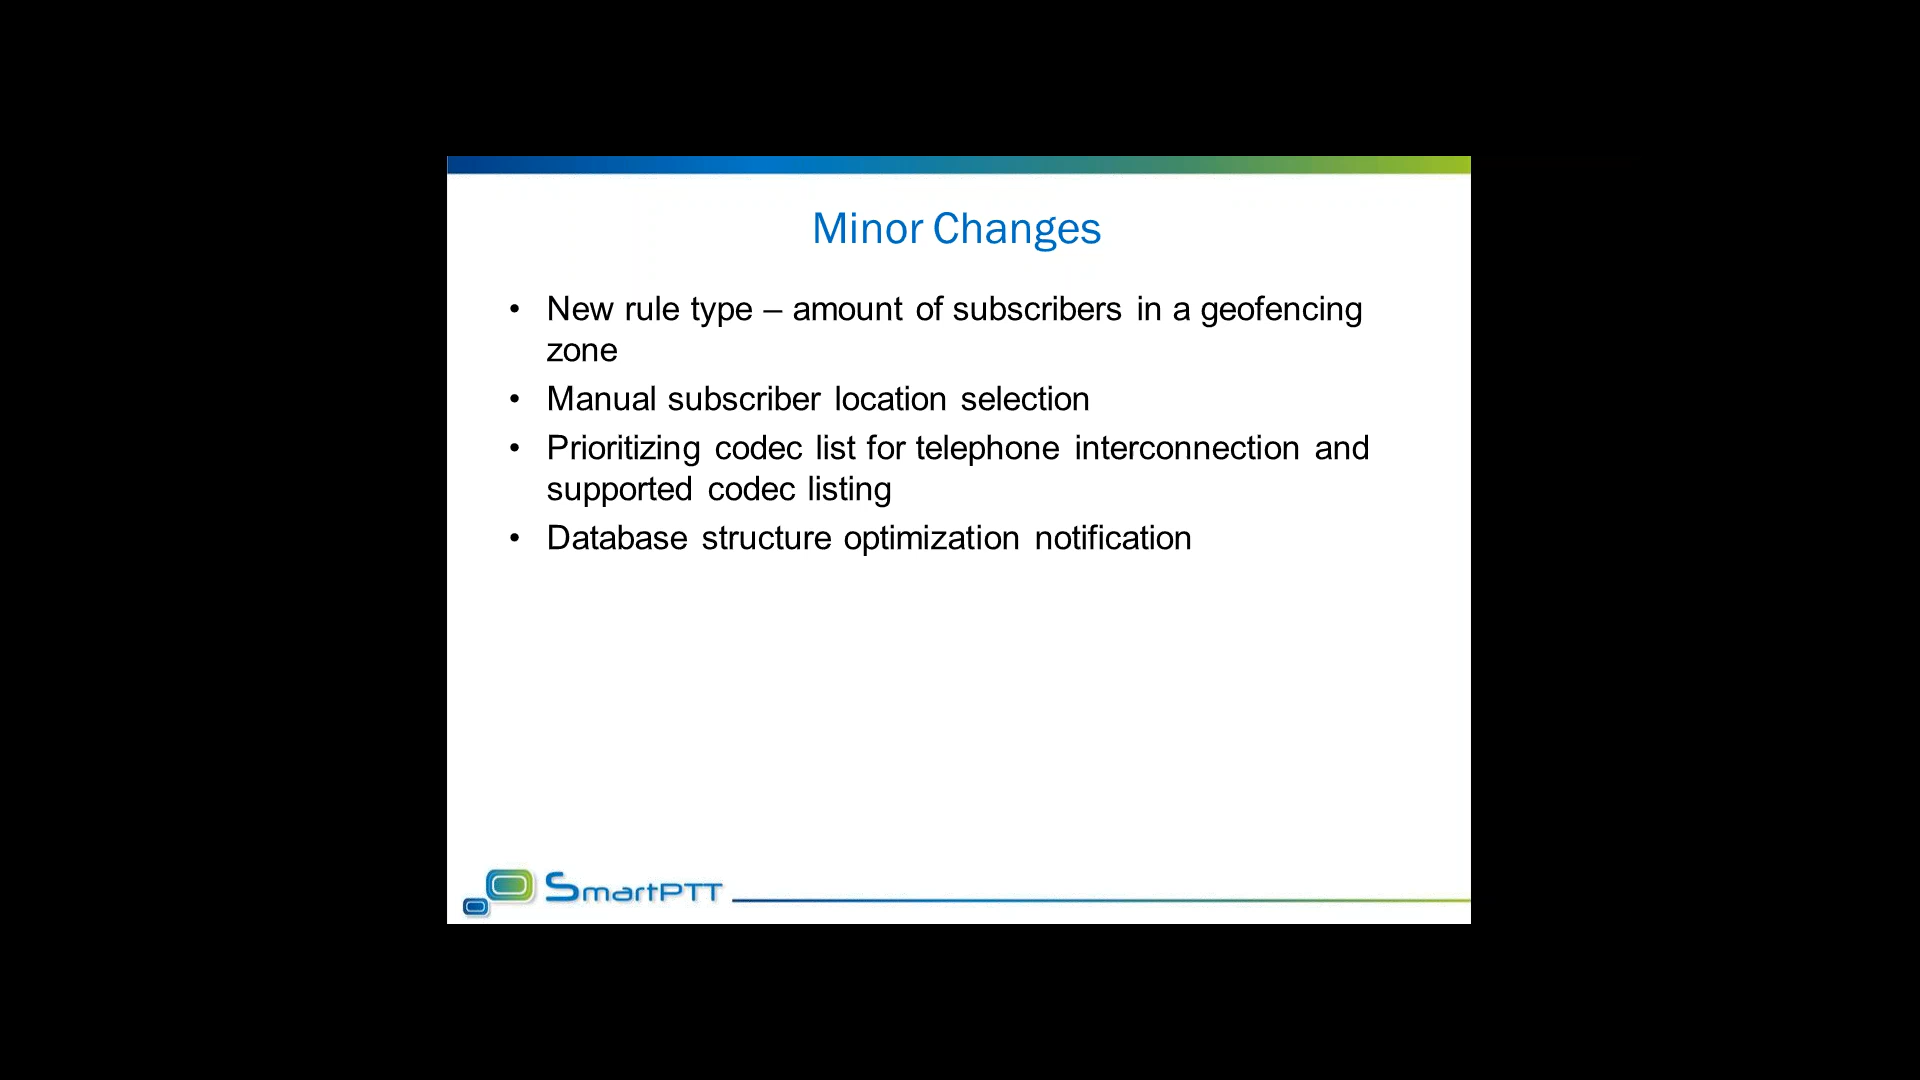 Minor Changes
• New rule type – amount of subscribers in a geofencing
zone
• Manual subscriber location selection
• Prioritizing codec list for telephone interconnection and
supported codec listing
• Database structure optimization notification
SmartPTT